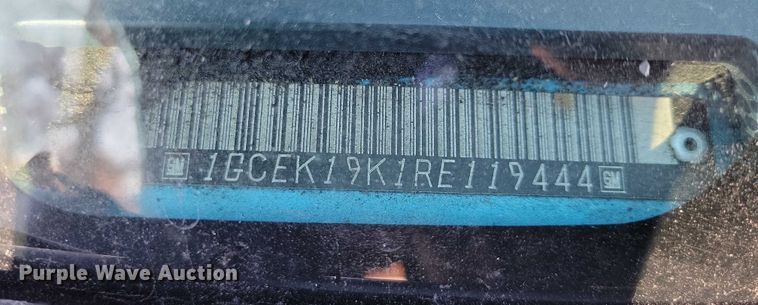 GM 1GCEK19K1RE119444 GM
Purple Wave Auction